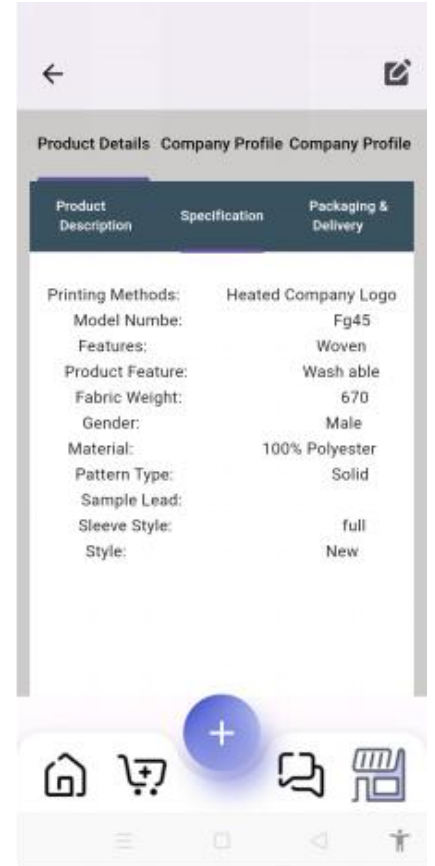 Product Details Company Profile Company Profile
Product Description
Specification
Packaging & Delivery
Printing Methods: Heated Company Logo
Model Numbe: Fg45
Features: Woven
Product Feature: Wash able
Fabric Weight: 670
Gender: Male
Material: 100% Polyester
Pattern Type: Solid
Sample Lead:
Sleeve Style: full
Style: New